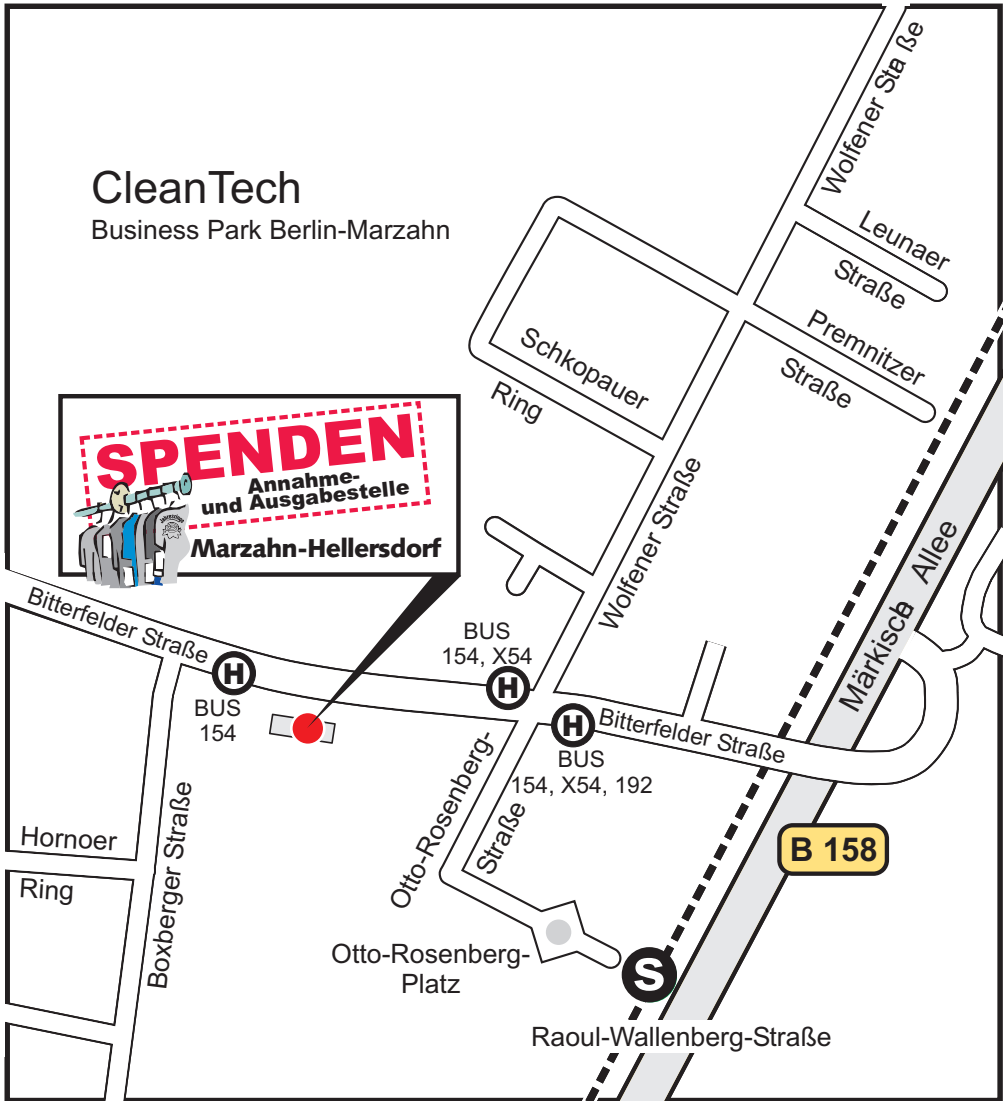 Wolfener Staße
CleanTech
Business Park Berlin-Marzahn
Leunaer
Straße
Premnitzer
Straße
Schkopauer
Ring
SPENDEN
Annahme-
und Ausgabestelle
Marzahn-Hellersdorf
Wolfener Straße
Märkische Allee
Bitterfelder Straße
H
BUS
154
BUS
154, X54
H
H
BUS
154, X54, 192
Bitterfelder Straße
B 158
Otto-Rosenberg-
Straße
Hornoer
Ring
Boxberger Straße
Otto-Rosenberg-
Platz
S
Raoul-Wallenberg-Straße